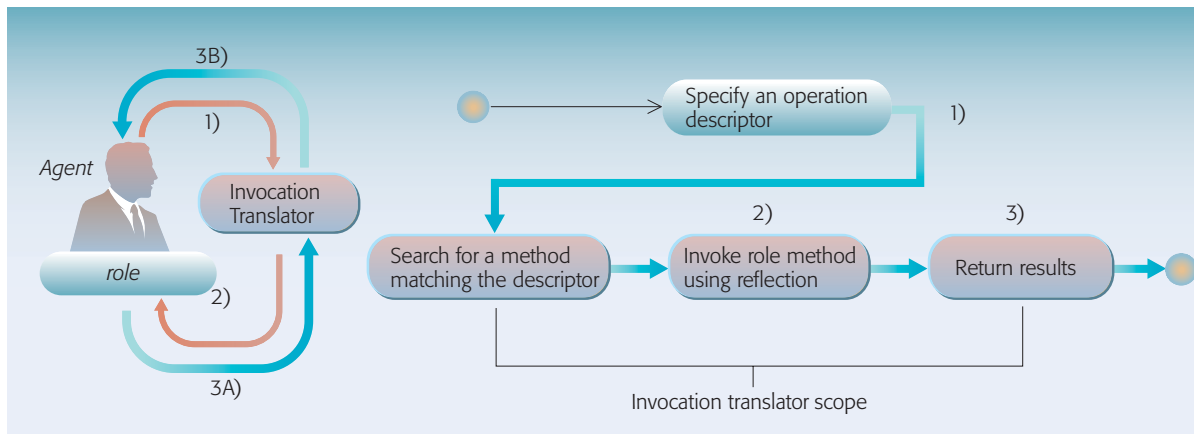 3B)
1)
Agent
Invocation
Translator
role
2)
3A)
Specify an operation
descriptor
1)
2)
3)
Search for a method
matching the descriptor
Invoke role method
using reflection
Return results
Invocation translator scope